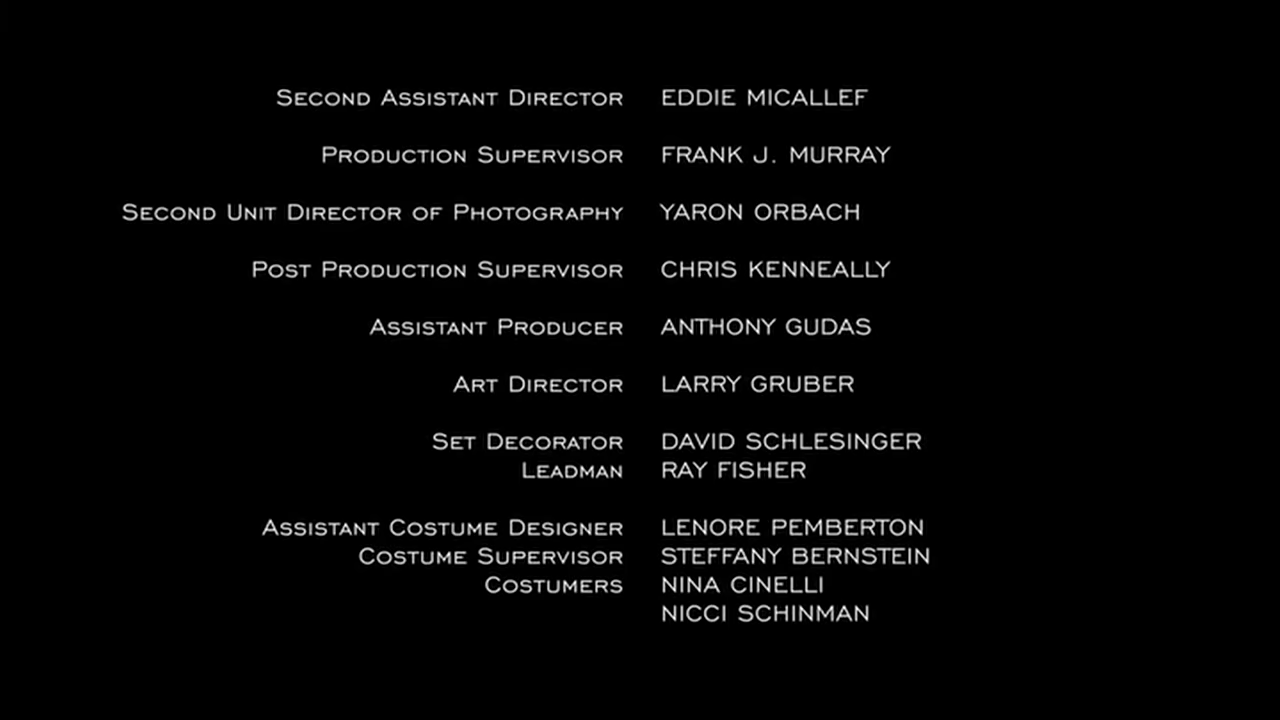 Second Assistant Director EDDIE MICALLEF
Production Supervisor FRANK J. MURRAY
Second Unit Director of Photography YARON ORBACH
Post Production Supervisor CHRIS KENNEALLY
Assistant Producer ANTHONY GUDAS
Art Director LARRY GRUBER
Set Decorator DAVID SCHLESINGER
Leadman RAY FISHER
Assistant Costume Designer LENORE PEMBERTON
Costume Supervisor STEFFANY BERNSTEIN
Costumers NINA CINELLI
NICCI SCHINMAN